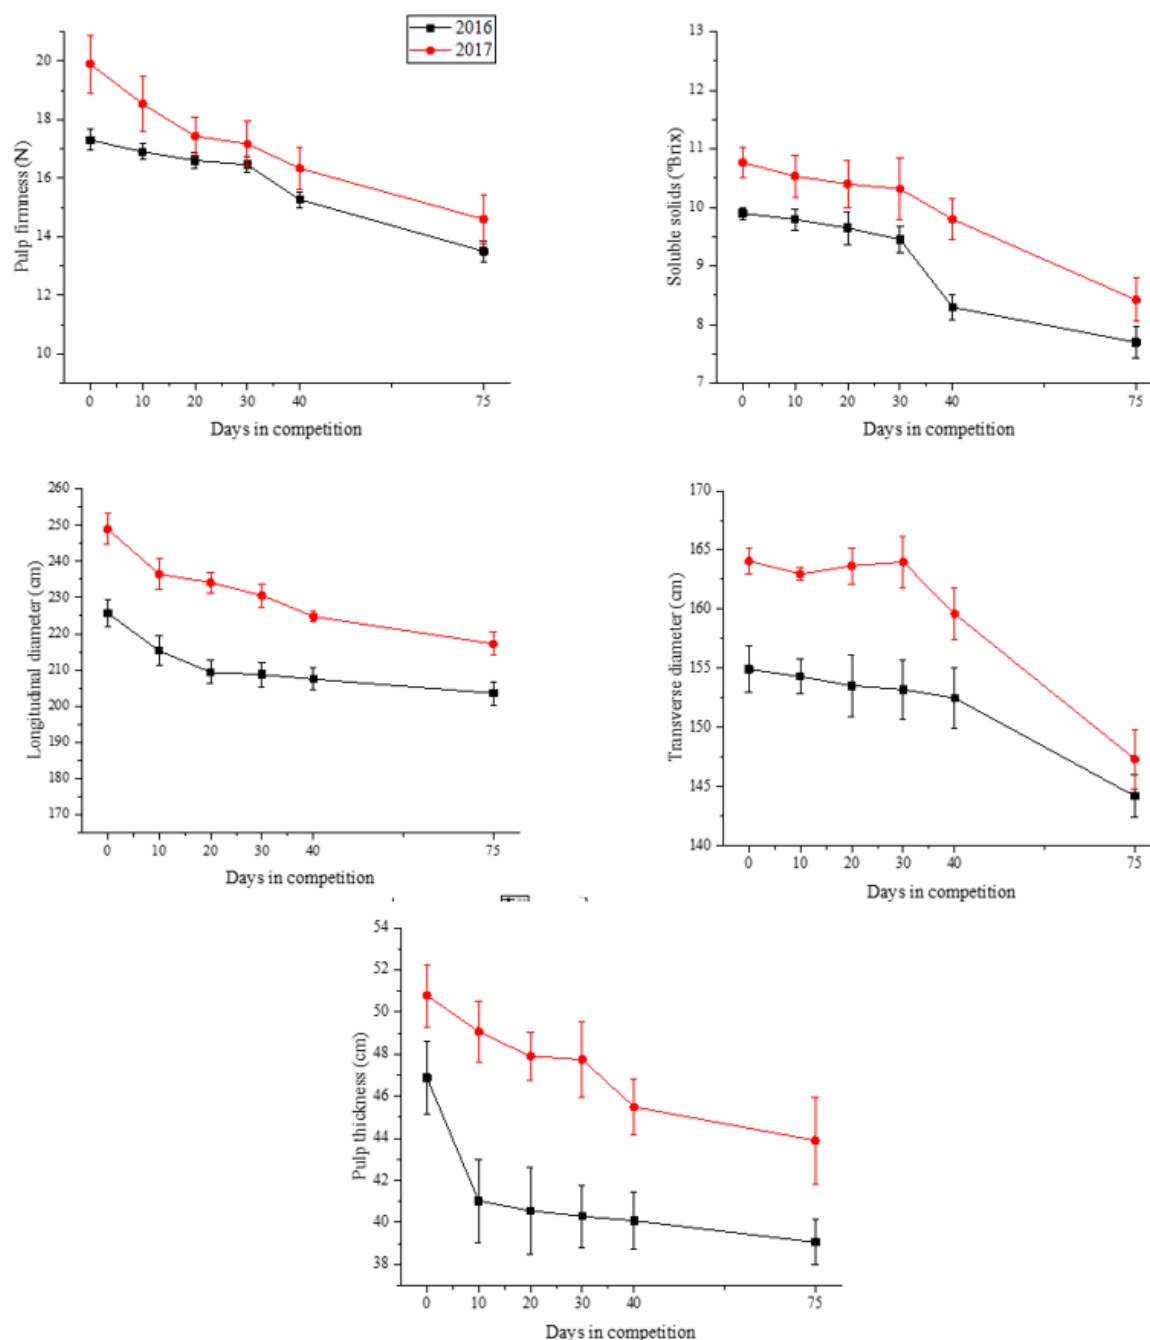 2016
2017
20
18
16
14
12
10
Pulp firmness (N)
0 10 20 30 40 75
Days in competition
13
12
11
10
9
8
7
Soluble solids (ºBrix)
0 10 20 30 40 75
Days in competition
260
250
240
230
220
210
200
190
180
170
Longitudinal diameter (cm)
0 10 20 30 40 75
Days in competition
170
165
160
155
150
145
140
Transverse diameter (cm)
0 10 20 30 40 75
Days in competition
54
52
50
48
46
44
42
40
38
Pulp thickness (cm)
0 10 20 30 40 75
Days in competition